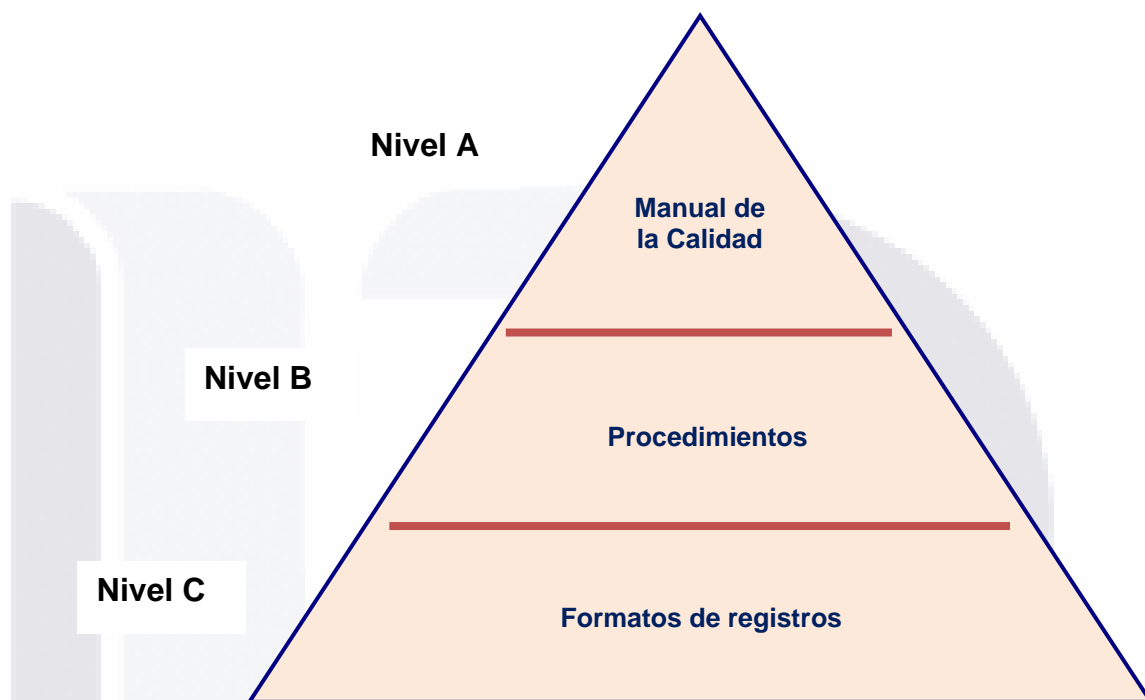 Nivel A
Manual de
la Calidad
Nivel B
Procedimientos
Nivel C
Formatos de registros